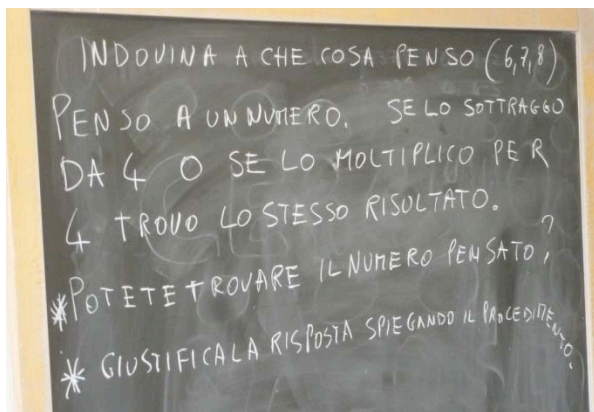 INDOVINA A CHE COSA PENSO (6,7,8)
PENSO A UN NUMERO. SE LO SOTTRAGGO
DA 4 O SE LO MOLTIPLICO PER
4 TROVO LO STESSO RISULTATO.
*POTETE TROVARE IL NUMERO PENSATO?
* GIUSTIFICA LA RISPOSTA SPIEGANDO IL PROCEDIMENTO.